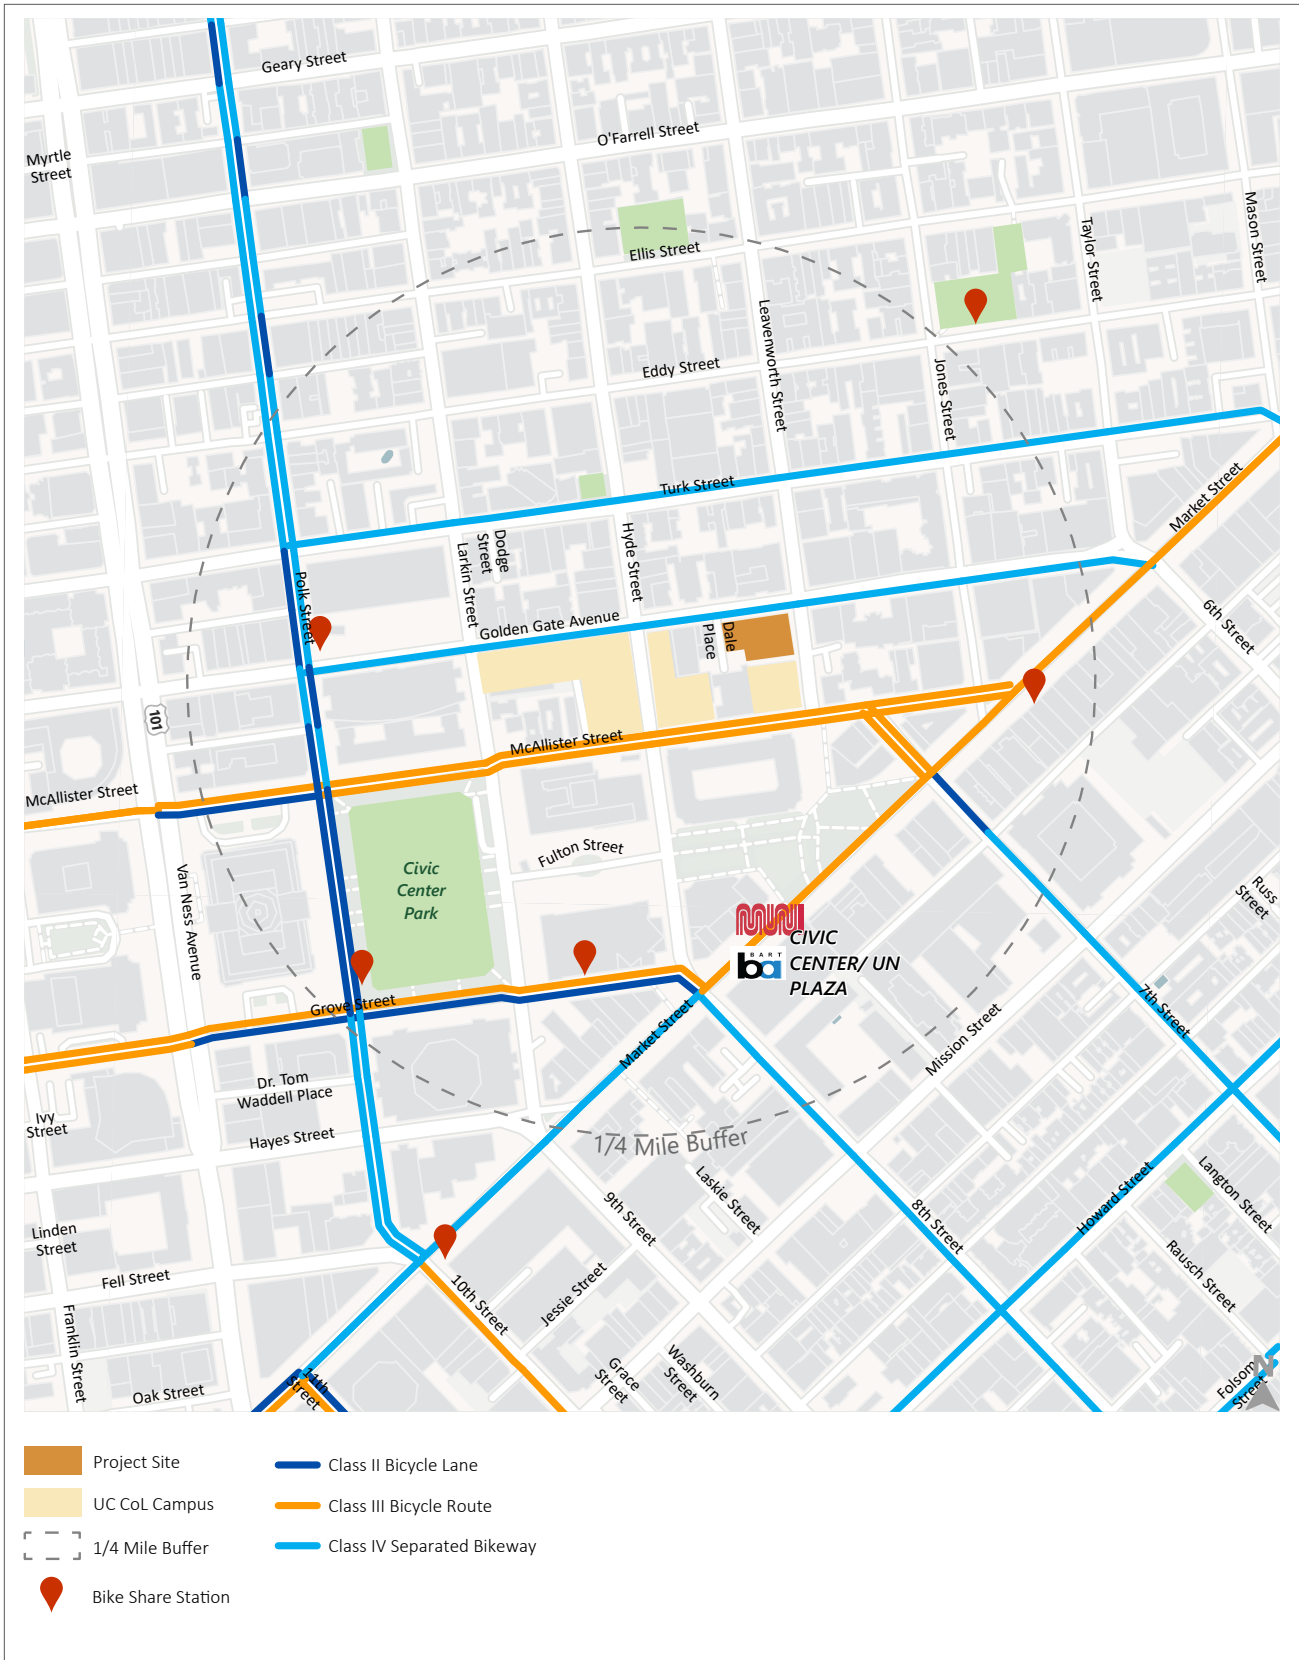 Geary Street
O'Farrell Street
Myrtle
Street
Mason Street
Taylor Street
Ellis Street
Leavenworth Street
Eddy Street
Jones Street
Turk Street
Market Street
Hyde Street
Dodge
Street
Larkin Street
Polk Street
Golden Gate Avenue
Dale
Place
6th Street
101
McAllister Street
McAllister Street
Fulton Street
Civic
Center
Park
Van Ness Avenue
Russ
Street
MUNI
BART
ba
CIVIC
CENTER/ UN
PLAZA
Grove Street
Market Street
7th Street
Mission Street
Dr. Tom
Waddell Place
Ivy
Street
Hayes Street
1/4 Mile Buffer
Laskie Street
9th Street
8th Street
Howard Street
Langton Street
Rausch Street
Linden
Street
Fell Street
10th Street
Jessie Street
Franklin Street
Oak Street
11th
Street
Grace
Street
Washburn
Street
Folsom
Street
N
Project Site
UC CoL Campus
1/4 Mile Buffer
Bike Share Station
Class II Bicycle Lane
Class III Bicycle Route
Class IV Separated Bikeway